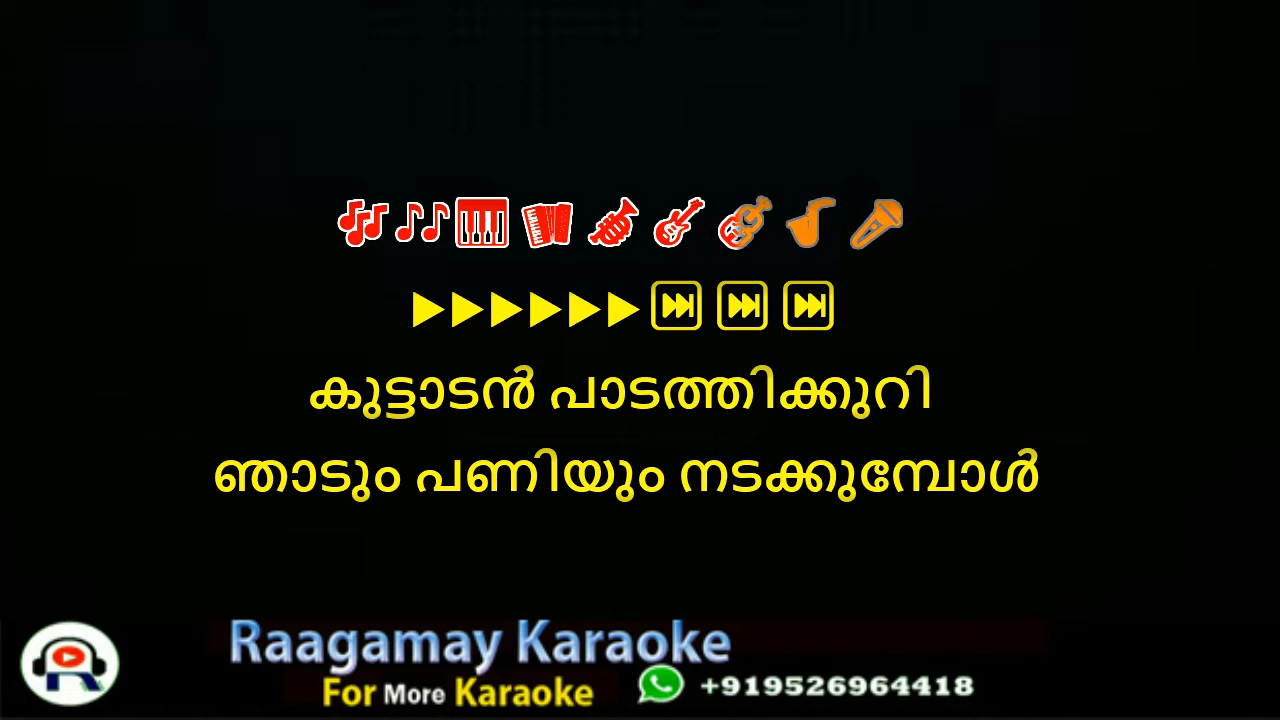 🎶🎵🎵🎹🪗🎺🎸🎻🎷🎤
▶▶▶▶▶▶⏭⏭⏭
കുട്ടാടൻ പാടത്തിക്കുറി
ഞാടും പണിയും നടക്കുമ്പോൾ
Raagamay Karaoke
For More Karaoke +919526964418